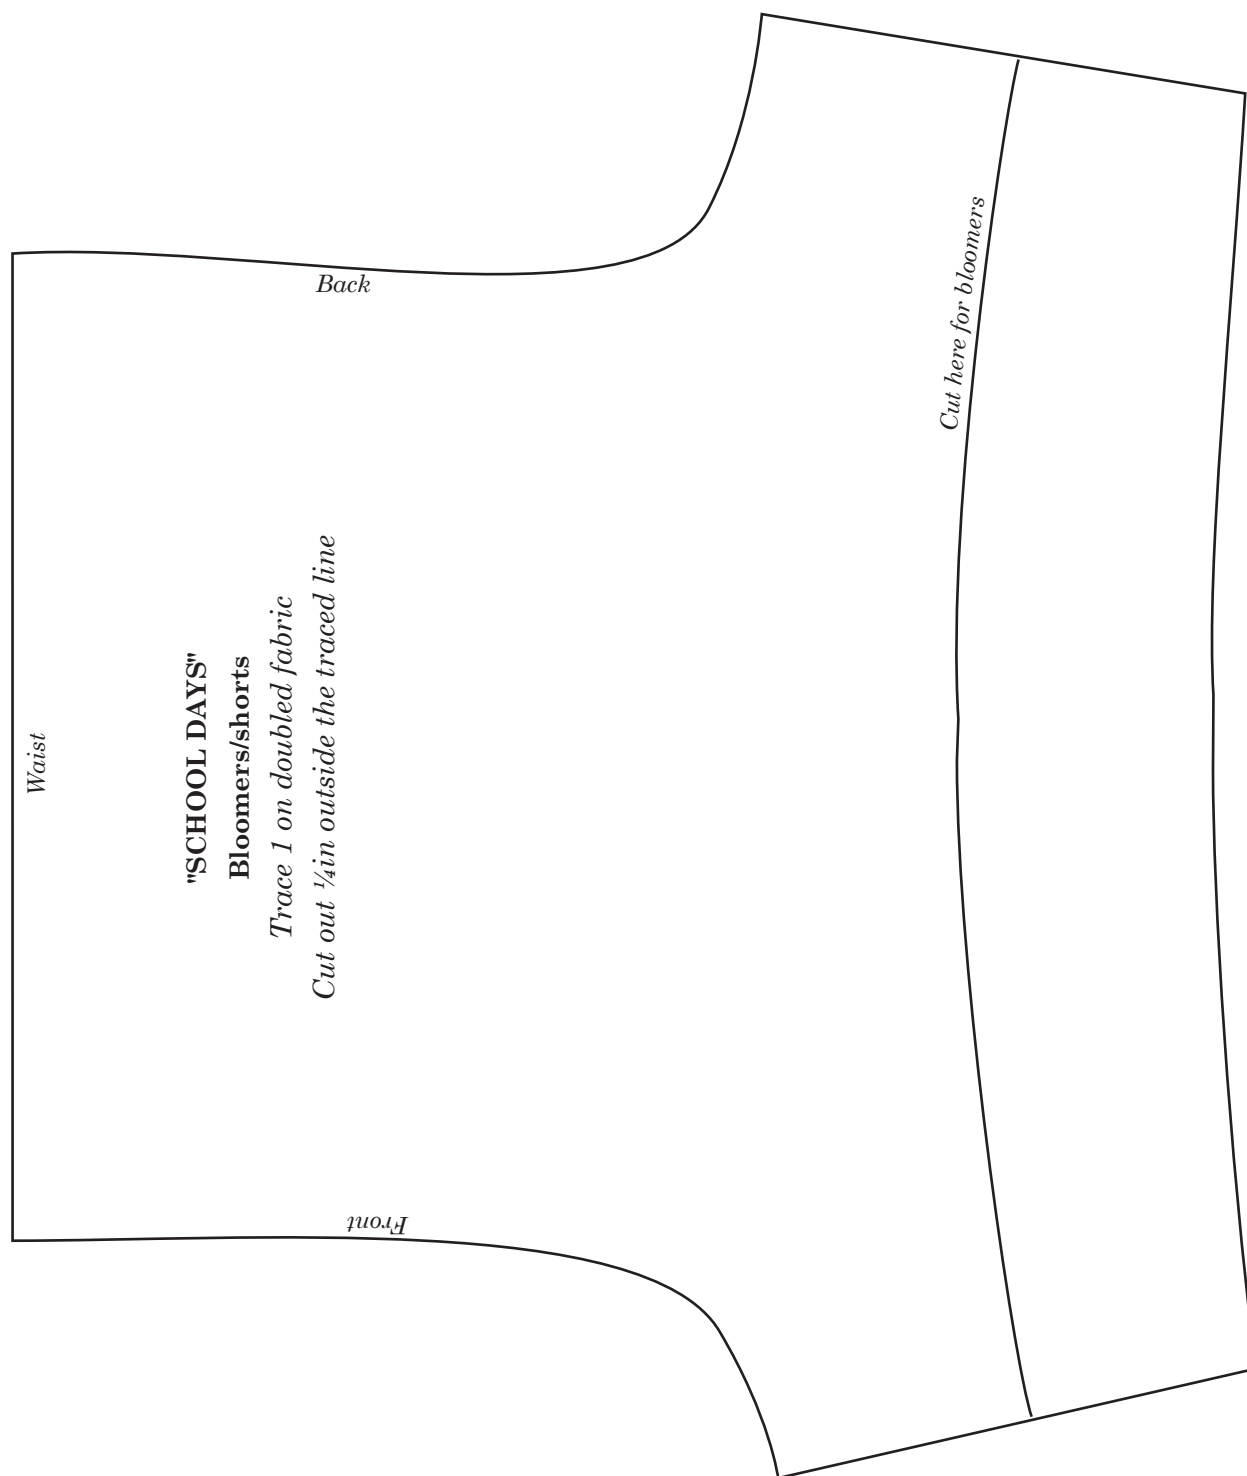 "SCHOOL DAYS"
Bloomers/shorts
Trace 1 on doubled fabric
Cut out ¼in outside the traced line
Waist
Back
Front
Cut here for bloomers